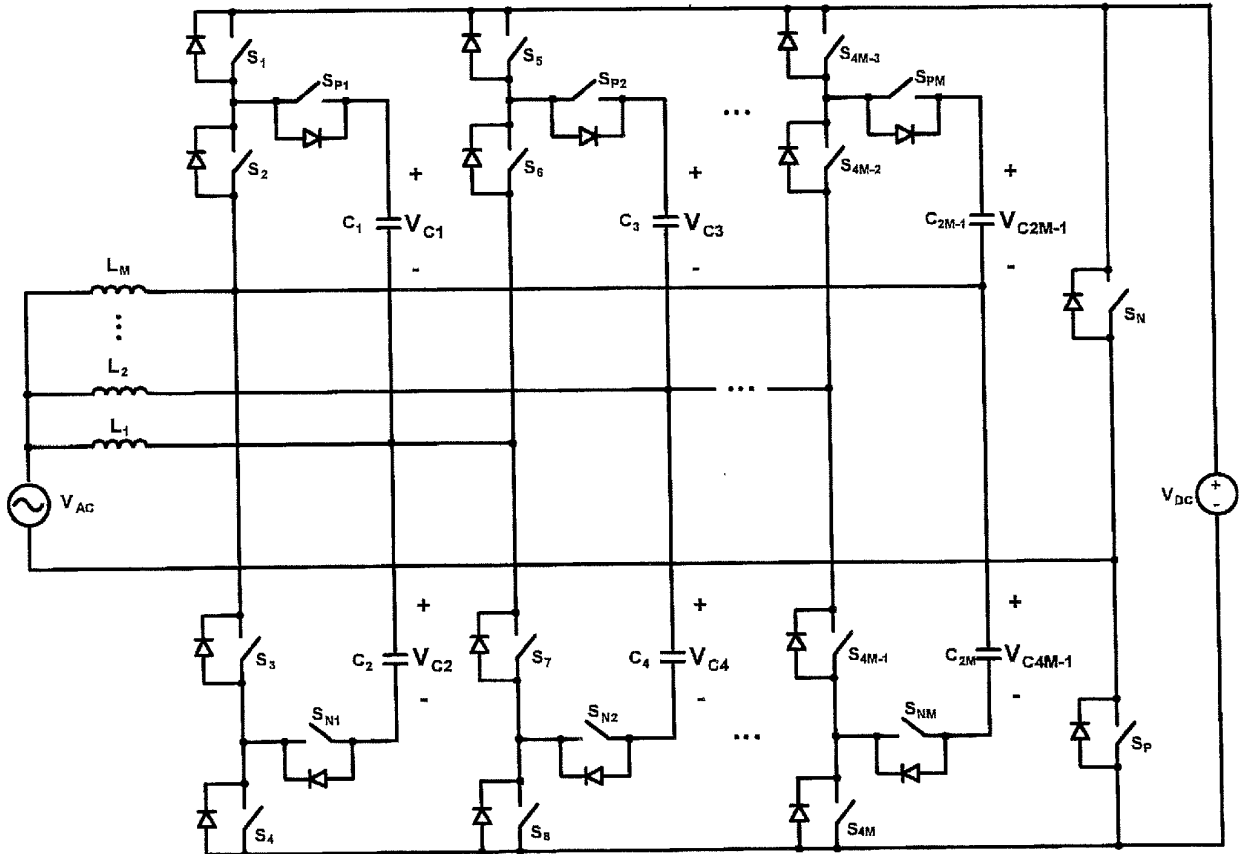 S1 S5 S4M-3
SP1 SP2 SPM
...
S2 S6 S4M-2
+ + +
C1 VC1 C3 VC3 C2M-1 VC2M-1
- - -
LM
SN
...
L2 ...
L1
VAC VDC + -
+ + +
S3 C2 VC2 S7 C4 VC4 S4M-1 C2M VC4M-1
- - -
SN1 SN2 ... SNM SP
S4 S8 S4M